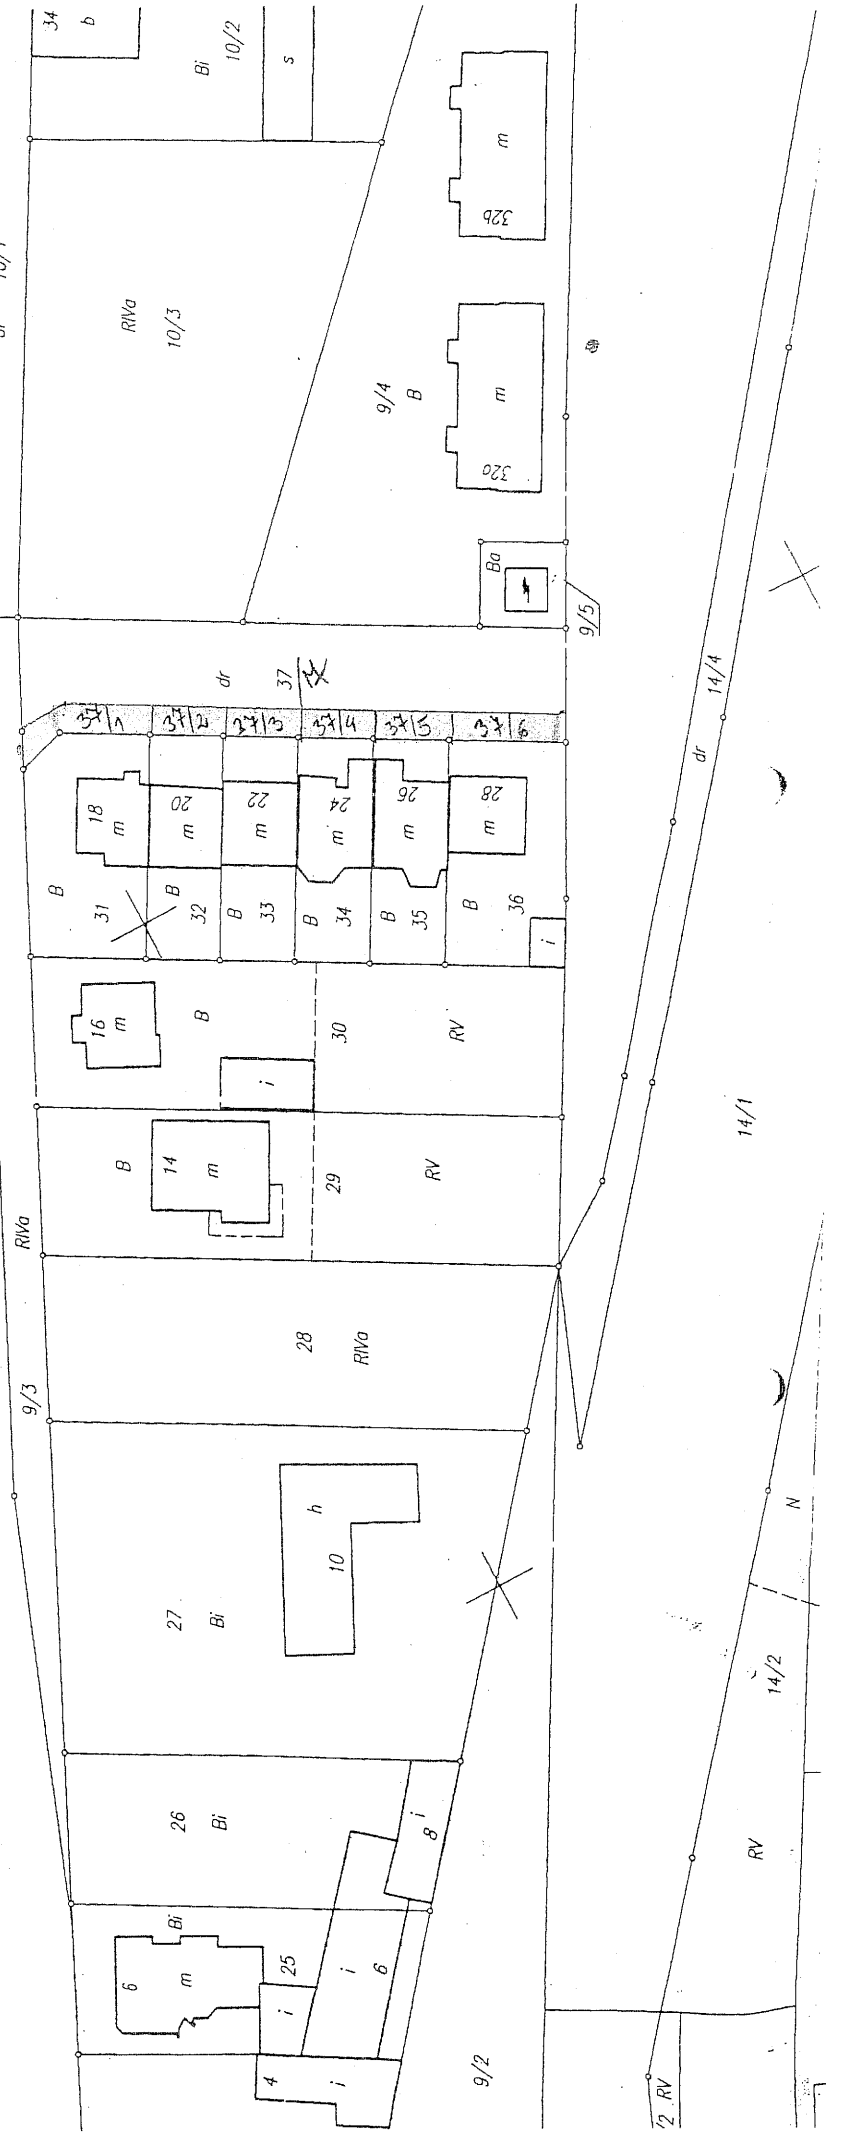 34
b
Bi
10/2
s
RIVa
10/3
m
32b
9/4
B
m
32a
Ba
9/5
dr
37
37/1
37/2
37/3
37/4
37/5
37/6
18
m
20
m
22
m
24
m
26
m
28
m
B
31
B
32
B
33
B
34
B
35
B
36
i
16
m
B
30
RV
i
B
14
m
29
RV
dr
14/4
14/1
RIVa
9/3
28
RIVa
h
10
27
Bi
N
14/2
26
Bi
i
8
RV
Bi
6
m
25
i
i
6
4
i
9/2
/2 RV